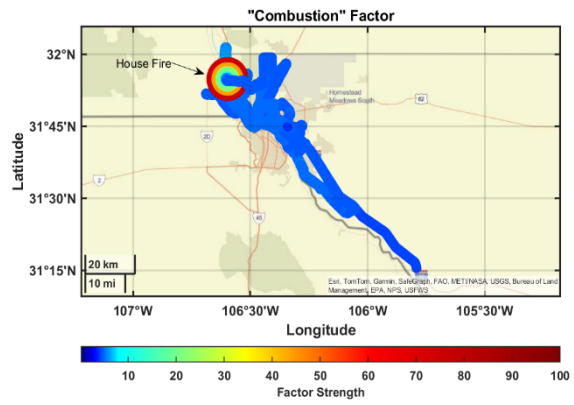 "Combustion" Factor
32°N
House Fire
Homestead
Meadows South
62
31°45'N
20
Latitude
2
31°30'N
45
31°15'N
20 km
10 mi
Esri, TomTom, Garmin, SafeGraph, FAO, METI/NASA, USGS, Bureau of Land
Management, EPA, NPS, USFWS
107°W
106.5°W
106°W
105.5°W
Longitude
10
20
30
40
50
60
70
80
90
100
Factor Strength